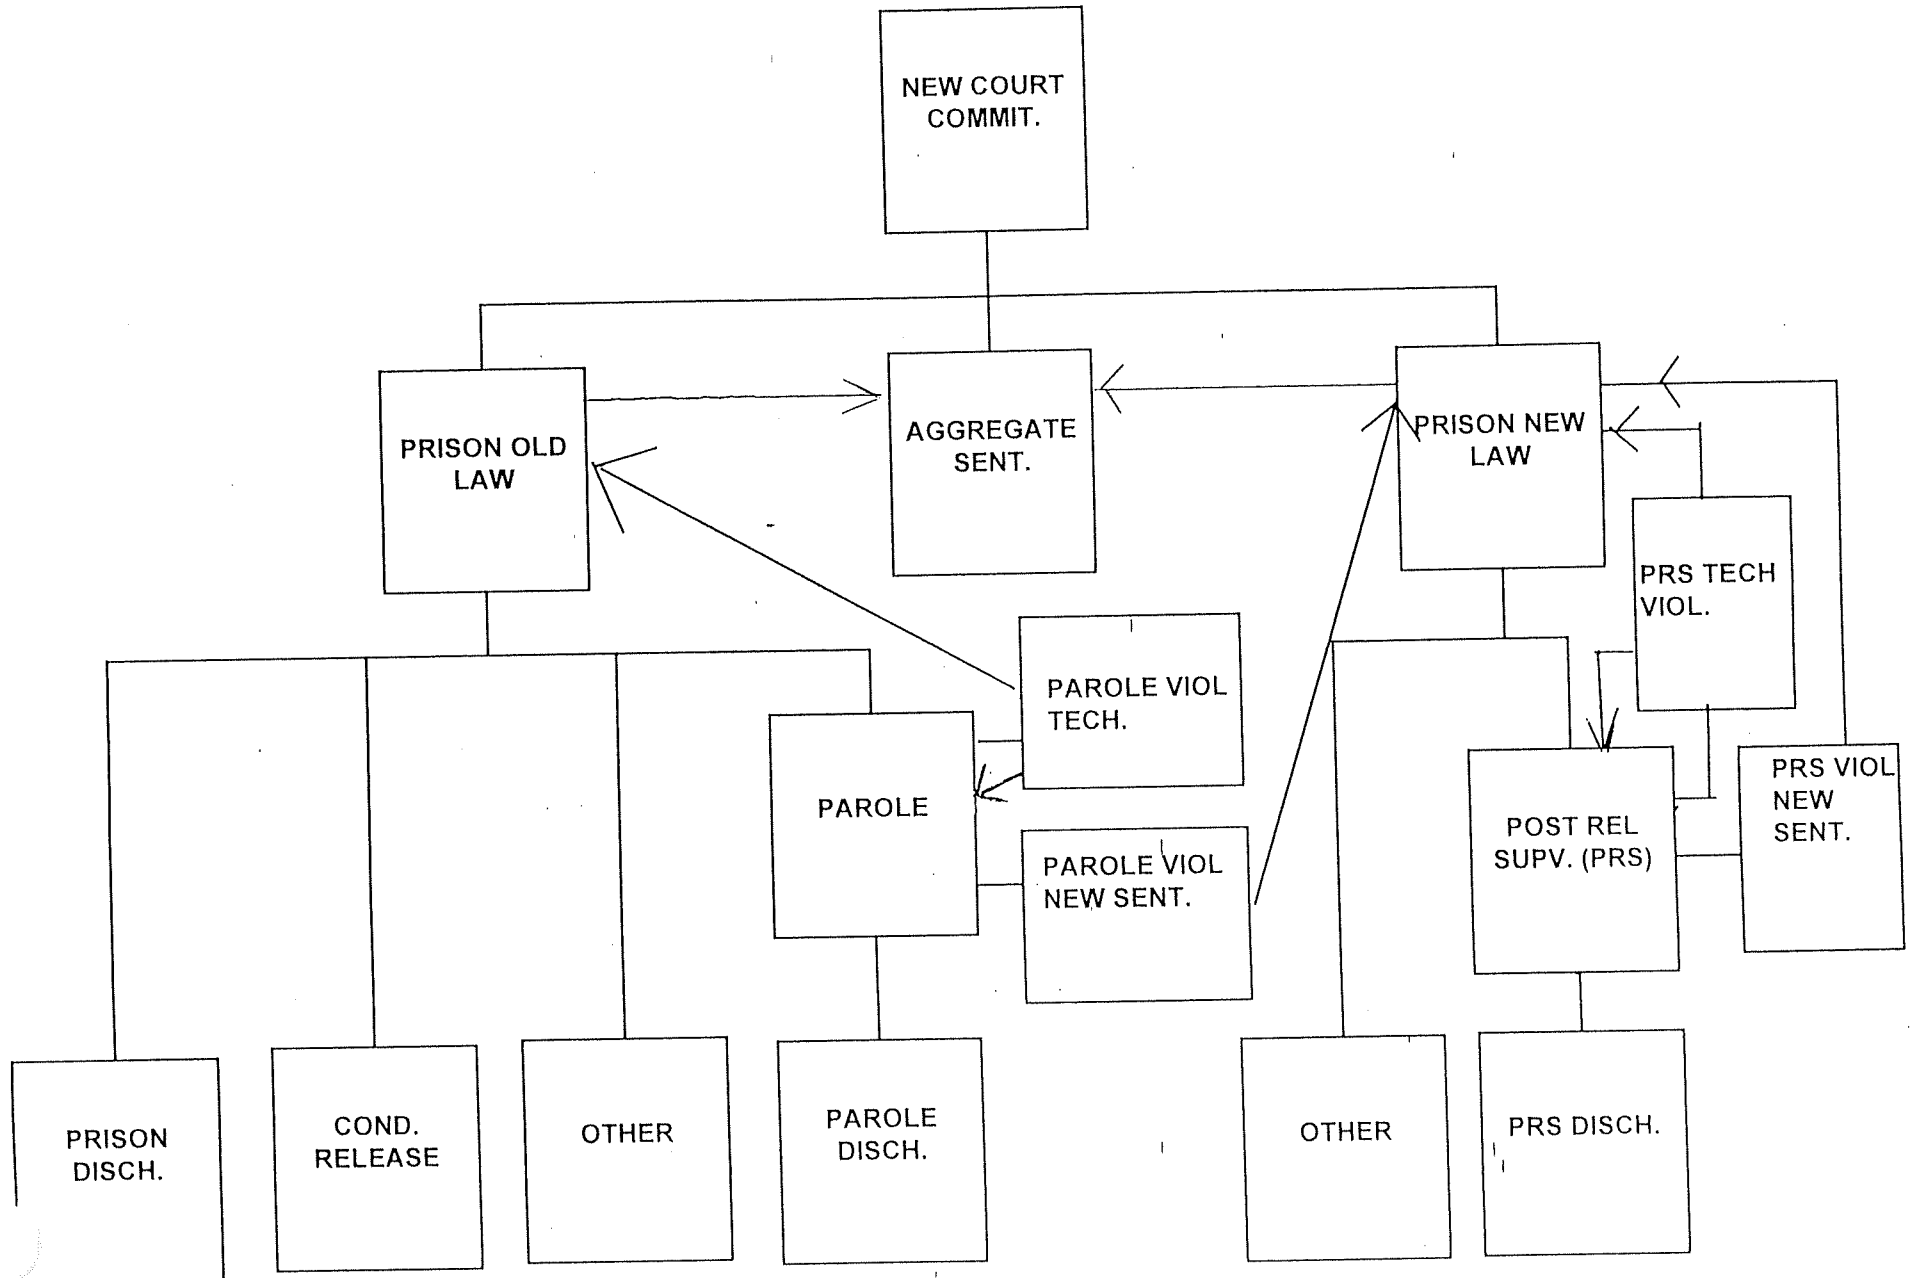 NEW COURT
COMMIT.
PRISON OLD
LAW
AGGREGATE
SENT.
PRISON NEW
LAW
PRS TECH
VIOL.
PAROLE VIOL
TECH.
PAROLE
PAROLE VIOL
NEW SENT.
POST REL
SUPV. (PRS)
PRS VIOL
NEW
SENT.
PRISON
DISCH.
COND.
RELEASE
OTHER
PAROLE
DISCH.
OTHER
PRS DISCH.